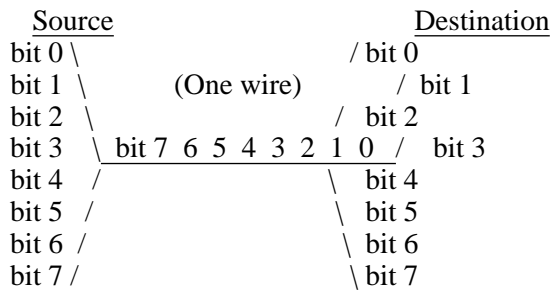 Source Destination
bit 0 \ / bit 0
bit 1 \ (One wire) / bit 1
bit 2 \ / bit 2
bit 3 \ bit 7 6 5 4 3 2 1 0 / bit 3
bit 4 / \ bit 4
bit 5 / \ bit 5
bit 6 / \ bit 6
bit 7 / \ bit 7